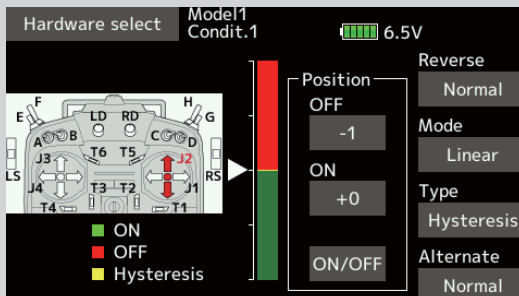 Hardware select
Model1
Condit.1
6.5V
Reverse
Normal
Mode
Linear
Type
Hysteresis
Alternate
Normal
Position
OFF
-1
ON
+0
ON/OFF
F
H
E
LD
RD
G
A
B
C
D
J3
T6
T5
J2
LS
RS
J4
T3
T2
J1
T4
T1
ON
OFF
Hysteresis